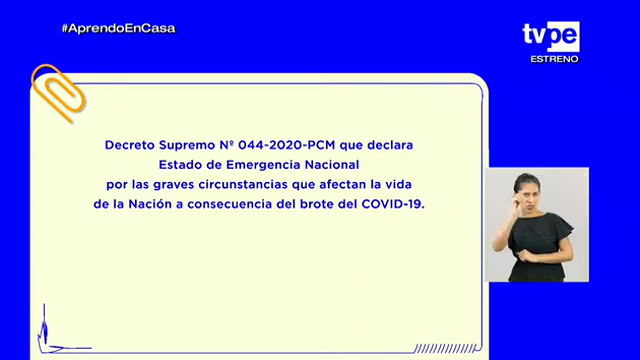 #AprendoEnCasa
tvpe
ESTRENO
Decreto Supremo Nº 044-2020-PCM que declara
Estado de Emergencia Nacional
por las graves circunstancias que afectan la vida
de la Nación a consecuencia del brote del COVID-19.